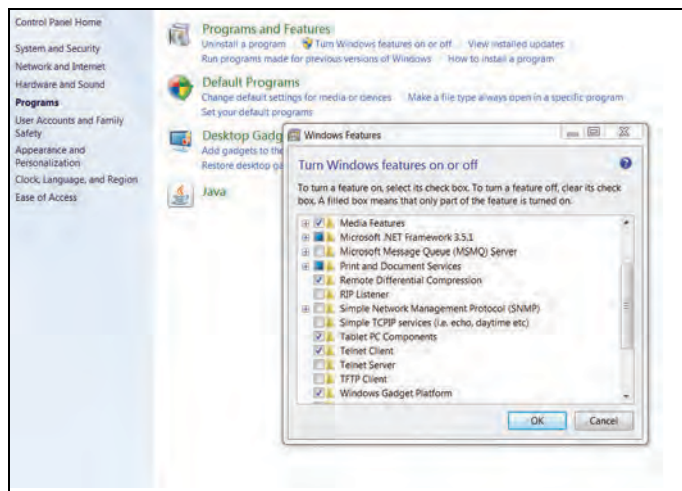 Control Panel Home
System and Security
Network and Internet
Hardware and Sound
Programs
User Accounts and Family
Safety
Appearance and
Personalization
Clock, Language, and Region
Ease of Access
Programs and Features
Uninstall a program Turn Windows features on or off View installed updates
Run programs made for previous versions of Windows How to install a program
Default Programs
Change default settings for media or devices Make a file type always open in a specific program
Set your default programs
Desktop Gadg
Add gadgets to the
Restore desktop ga
Java
Windows Features
Turn Windows features on or off
To turn a feature on, select its check box. To turn a feature off, clear its check
box. A filled box means that only part of the feature is turned on.
Media Features
Microsoft .NET Framework 3.5.1
Microsoft Message Queue (MSMQ) Server
Print and Document Services
Remote Differential Compression
RIP Listener
Simple Network Management Protocol (SNMP)
Simple TCPIP services (i.e. echo, daytime etc)
Tablet PC Components
Telnet Client
Telnet Server
TFTP Client
Windows Gadget Platform
OK Cancel